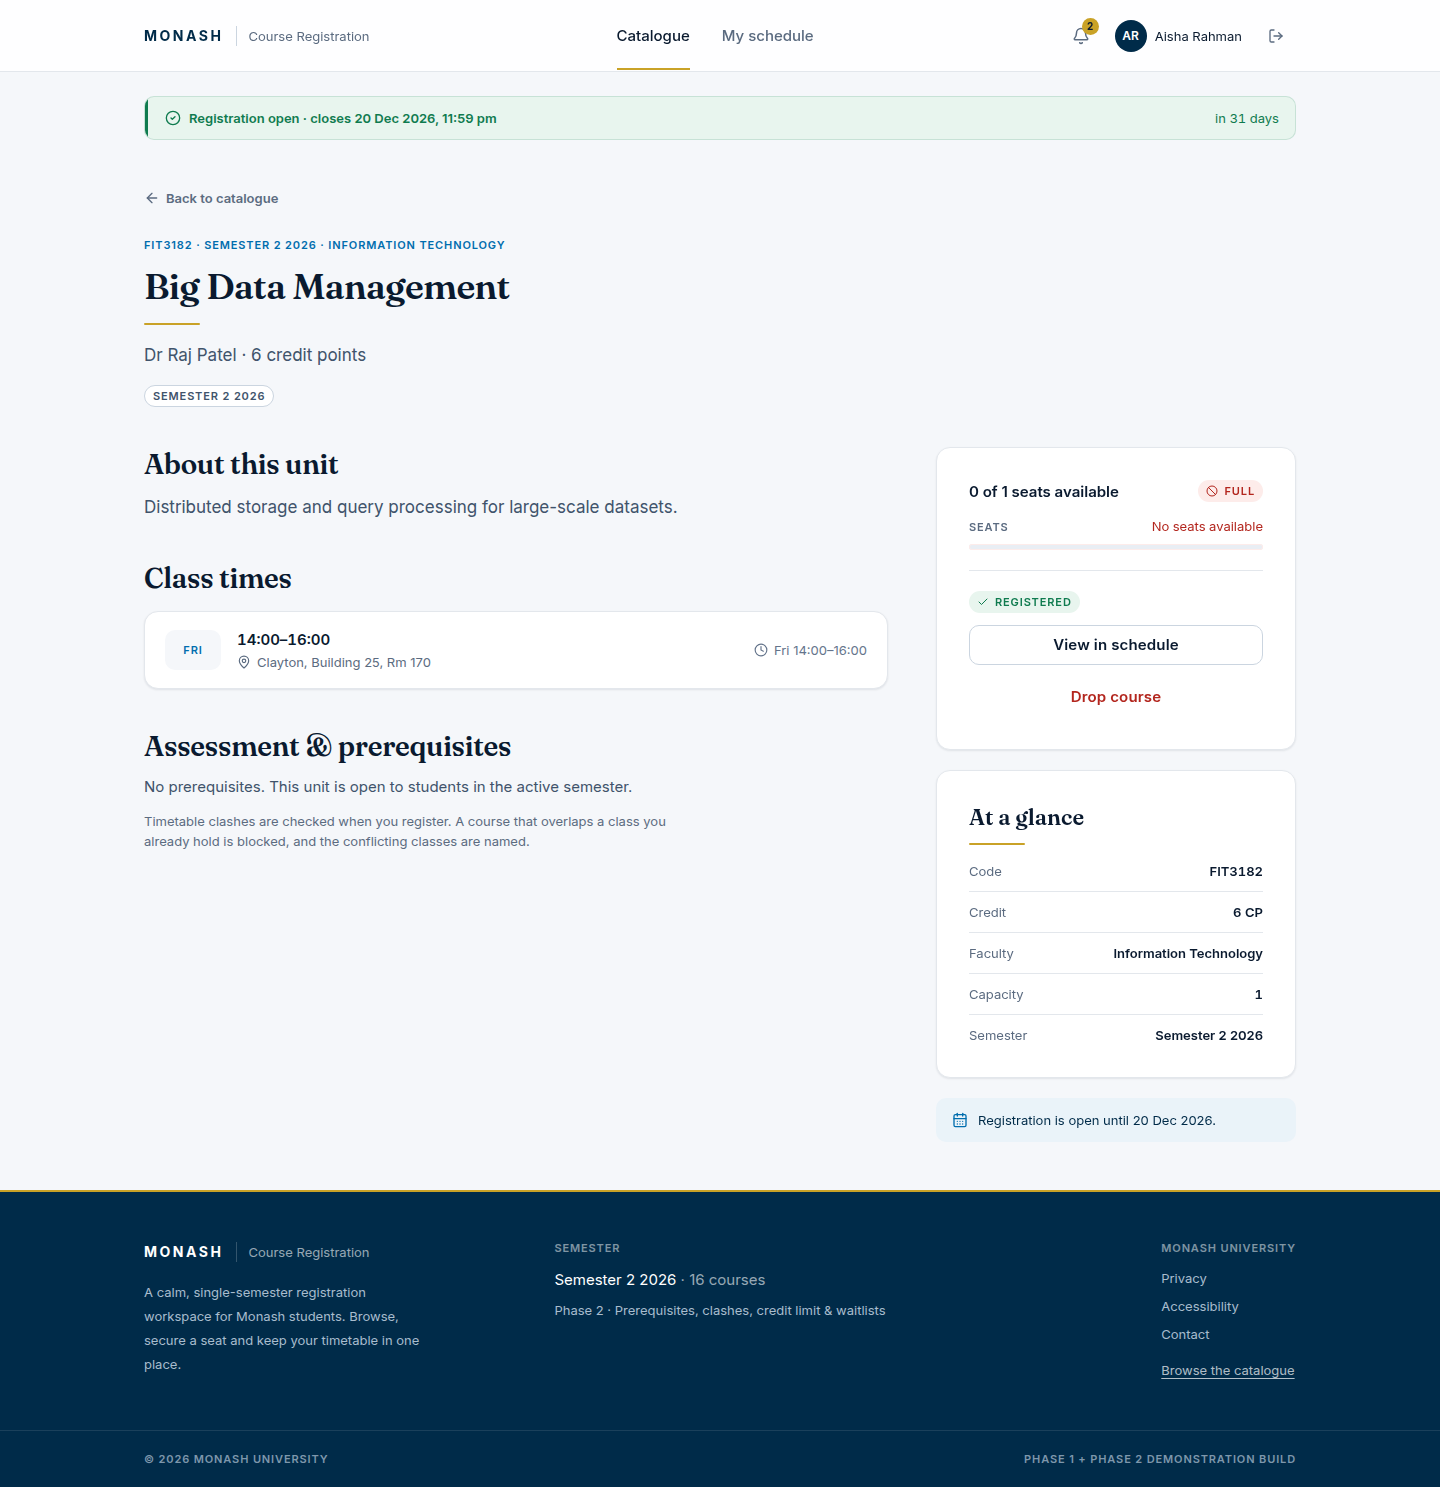 MONASH
Course Registration
Catalogue
My schedule
2
AR
Aisha Rahman
Registration open · closes 20 Dec 2026, 11:59 pm
in 31 days
Back to catalogue
FIT3182 · SEMESTER 2 2026 · INFORMATION TECHNOLOGY
Big Data Management
Dr Raj Patel · 6 credit points
SEMESTER 2 2026
About this unit
Distributed storage and query processing for large-scale datasets.
Class times
FRI
14:00–16:00
Clayton, Building 25, Rm 170
Fri 14:00–16:00
Assessment & prerequisites
No prerequisites. This unit is open to students in the active semester.
Timetable clashes are checked when you register. A course that overlaps a class you
already hold is blocked, and the conflicting classes are named.
0 of 1 seats available
FULL
SEATS
No seats available
REGISTERED
View in schedule
Drop course
At a glance
Code
FIT3182
Credit
6 CP
Faculty
Information Technology
Capacity
1
Semester
Semester 2 2026
Registration is open until 20 Dec 2026.
MONASH
Course Registration
A calm, single-semester registration
workspace for Monash students. Browse,
secure a seat and keep your timetable in one
place.
SEMESTER
Semester 2 2026 · 16 courses
Phase 2 · Prerequisites, clashes, credit limit & waitlists
MONASH UNIVERSITY
Privacy
Accessibility
Contact
Browse the catalogue
© 2026 MONASH UNIVERSITY
PHASE 1 + PHASE 2 DEMONSTRATION BUILD